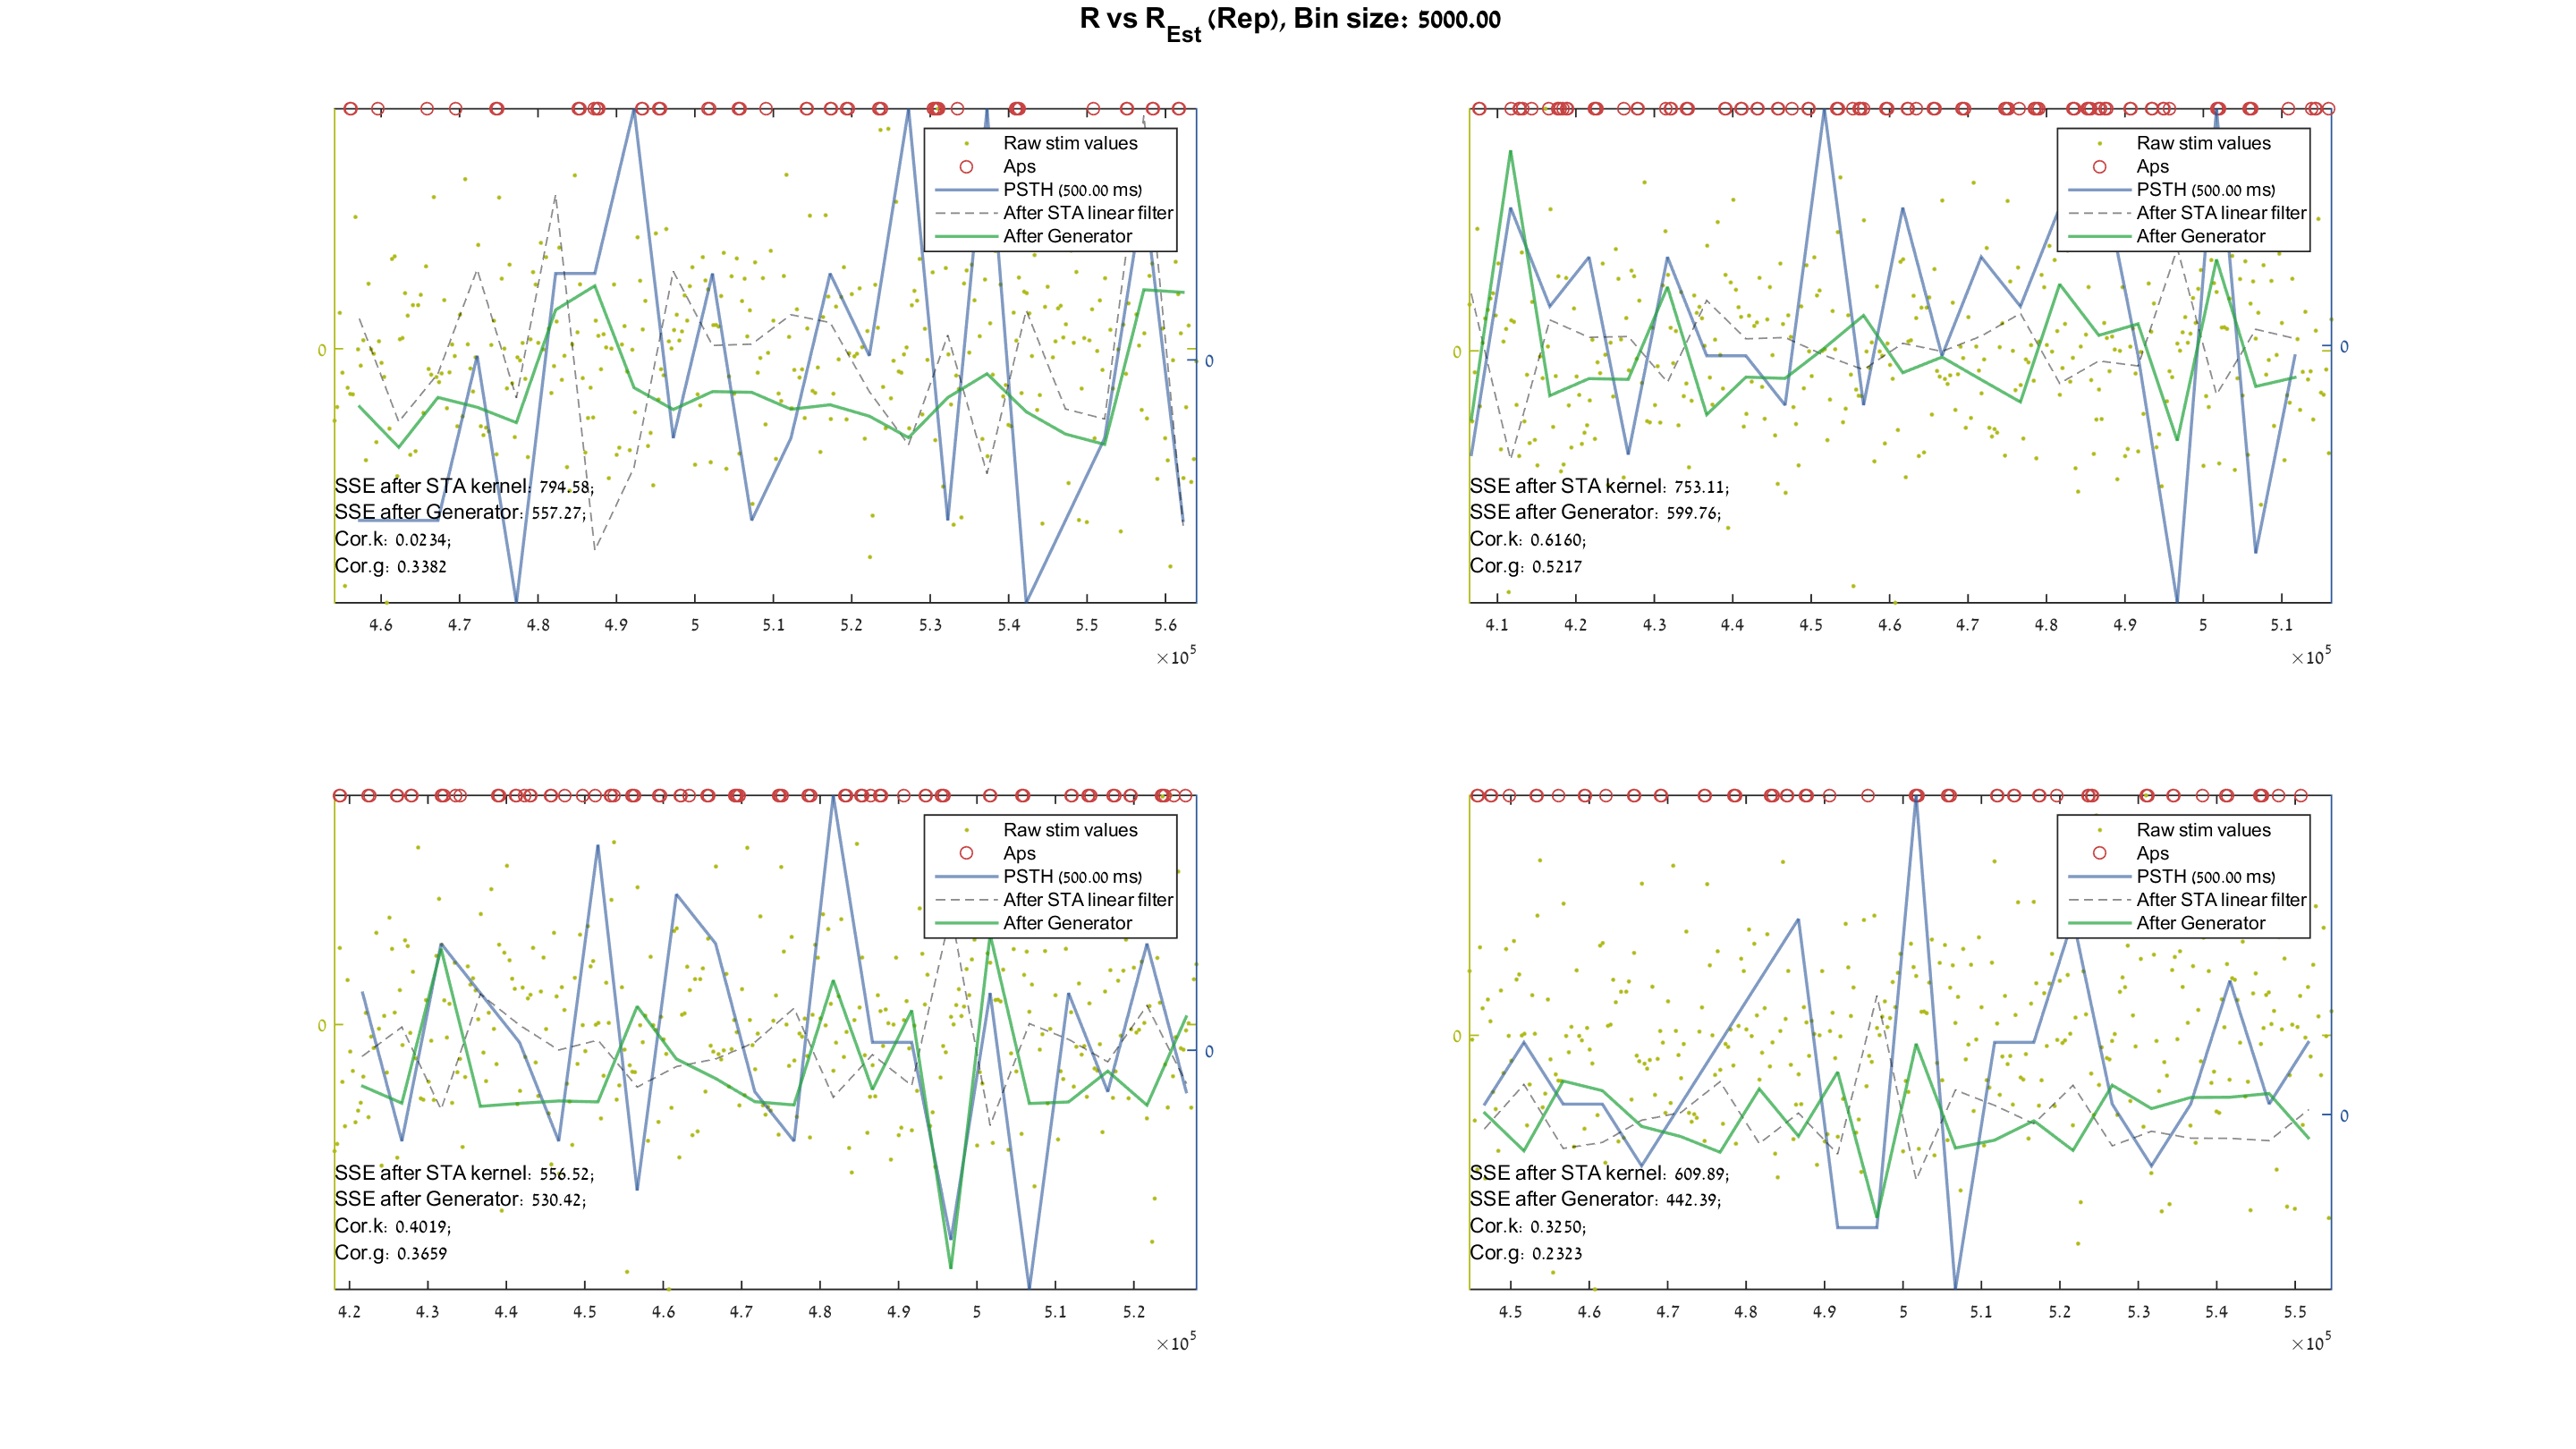 R vs R_Est (Rep), Bin size: 5000.00
Raw stim values
Aps
PSTH (500.00 ms)
After STA linear filter
After Generator
0
0
SSE after STA kernel: 794.58;
SSE after Generator: 557.27;
Cor.k: 0.0234;
Cor.g: 0.3382
4.6 4.7 4.8 4.9 5 5.1 5.2 5.3 5.4 5.5 5.6
×10^5
Raw stim values
Aps
PSTH (500.00 ms)
After STA linear filter
After Generator
0
0
SSE after STA kernel: 753.11;
SSE after Generator: 599.76;
Cor.k: 0.6160;
Cor.g: 0.5217
4.1 4.2 4.3 4.4 4.5 4.6 4.7 4.8 4.9 5 5.1
×10^5
Raw stim values
Aps
PSTH (500.00 ms)
After STA linear filter
After Generator
0
0
SSE after STA kernel: 556.52;
SSE after Generator: 530.42;
Cor.k: 0.4019;
Cor.g: 0.3659
4.2 4.3 4.4 4.5 4.6 4.7 4.8 4.9 5 5.1 5.2
×10^5
Raw stim values
Aps
PSTH (500.00 ms)
After STA linear filter
After Generator
0
0
SSE after STA kernel: 609.89;
SSE after Generator: 442.39;
Cor.k: 0.3250;
Cor.g: 0.2323
4.5 4.6 4.7 4.8 4.9 5 5.1 5.2 5.3 5.4 5.5
×10^5